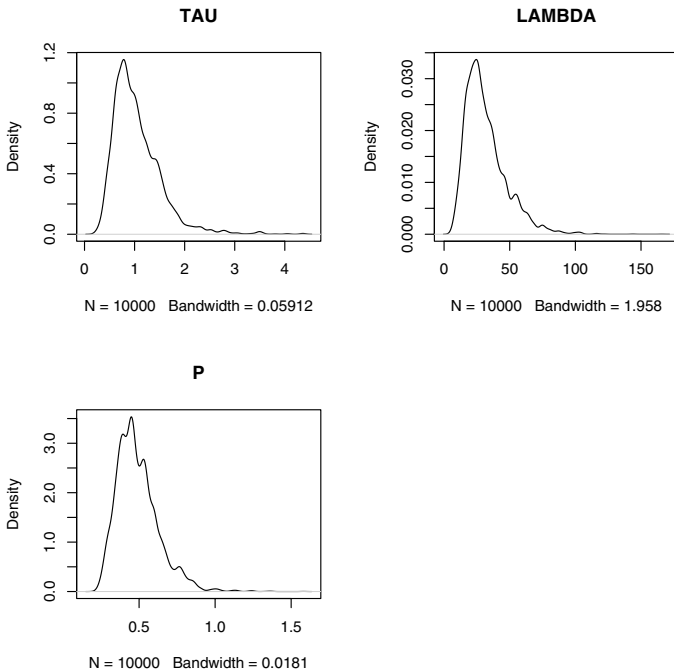 TAU
Density
0.0 0.4 0.8 1.2
0 1 2 3 4
N = 10000 Bandwidth = 0.05912
LAMBDA
Density
0.000 0.010 0.020 0.030
0 50 100 150
N = 10000 Bandwidth = 1.958
P
Density
0.0 1.0 2.0 3.0
0.5 1.0 1.5
N = 10000 Bandwidth = 0.0181